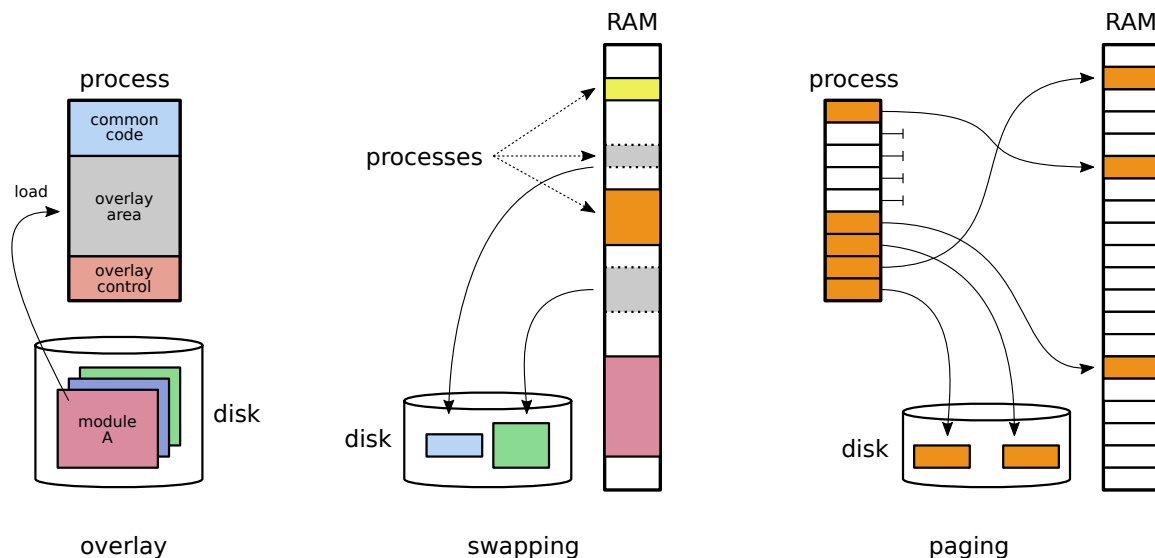 process
common
code
overlay
area
overlay
control
load
module
A
disk
overlay
RAM
processes
disk
swapping
RAM
process
disk
paging